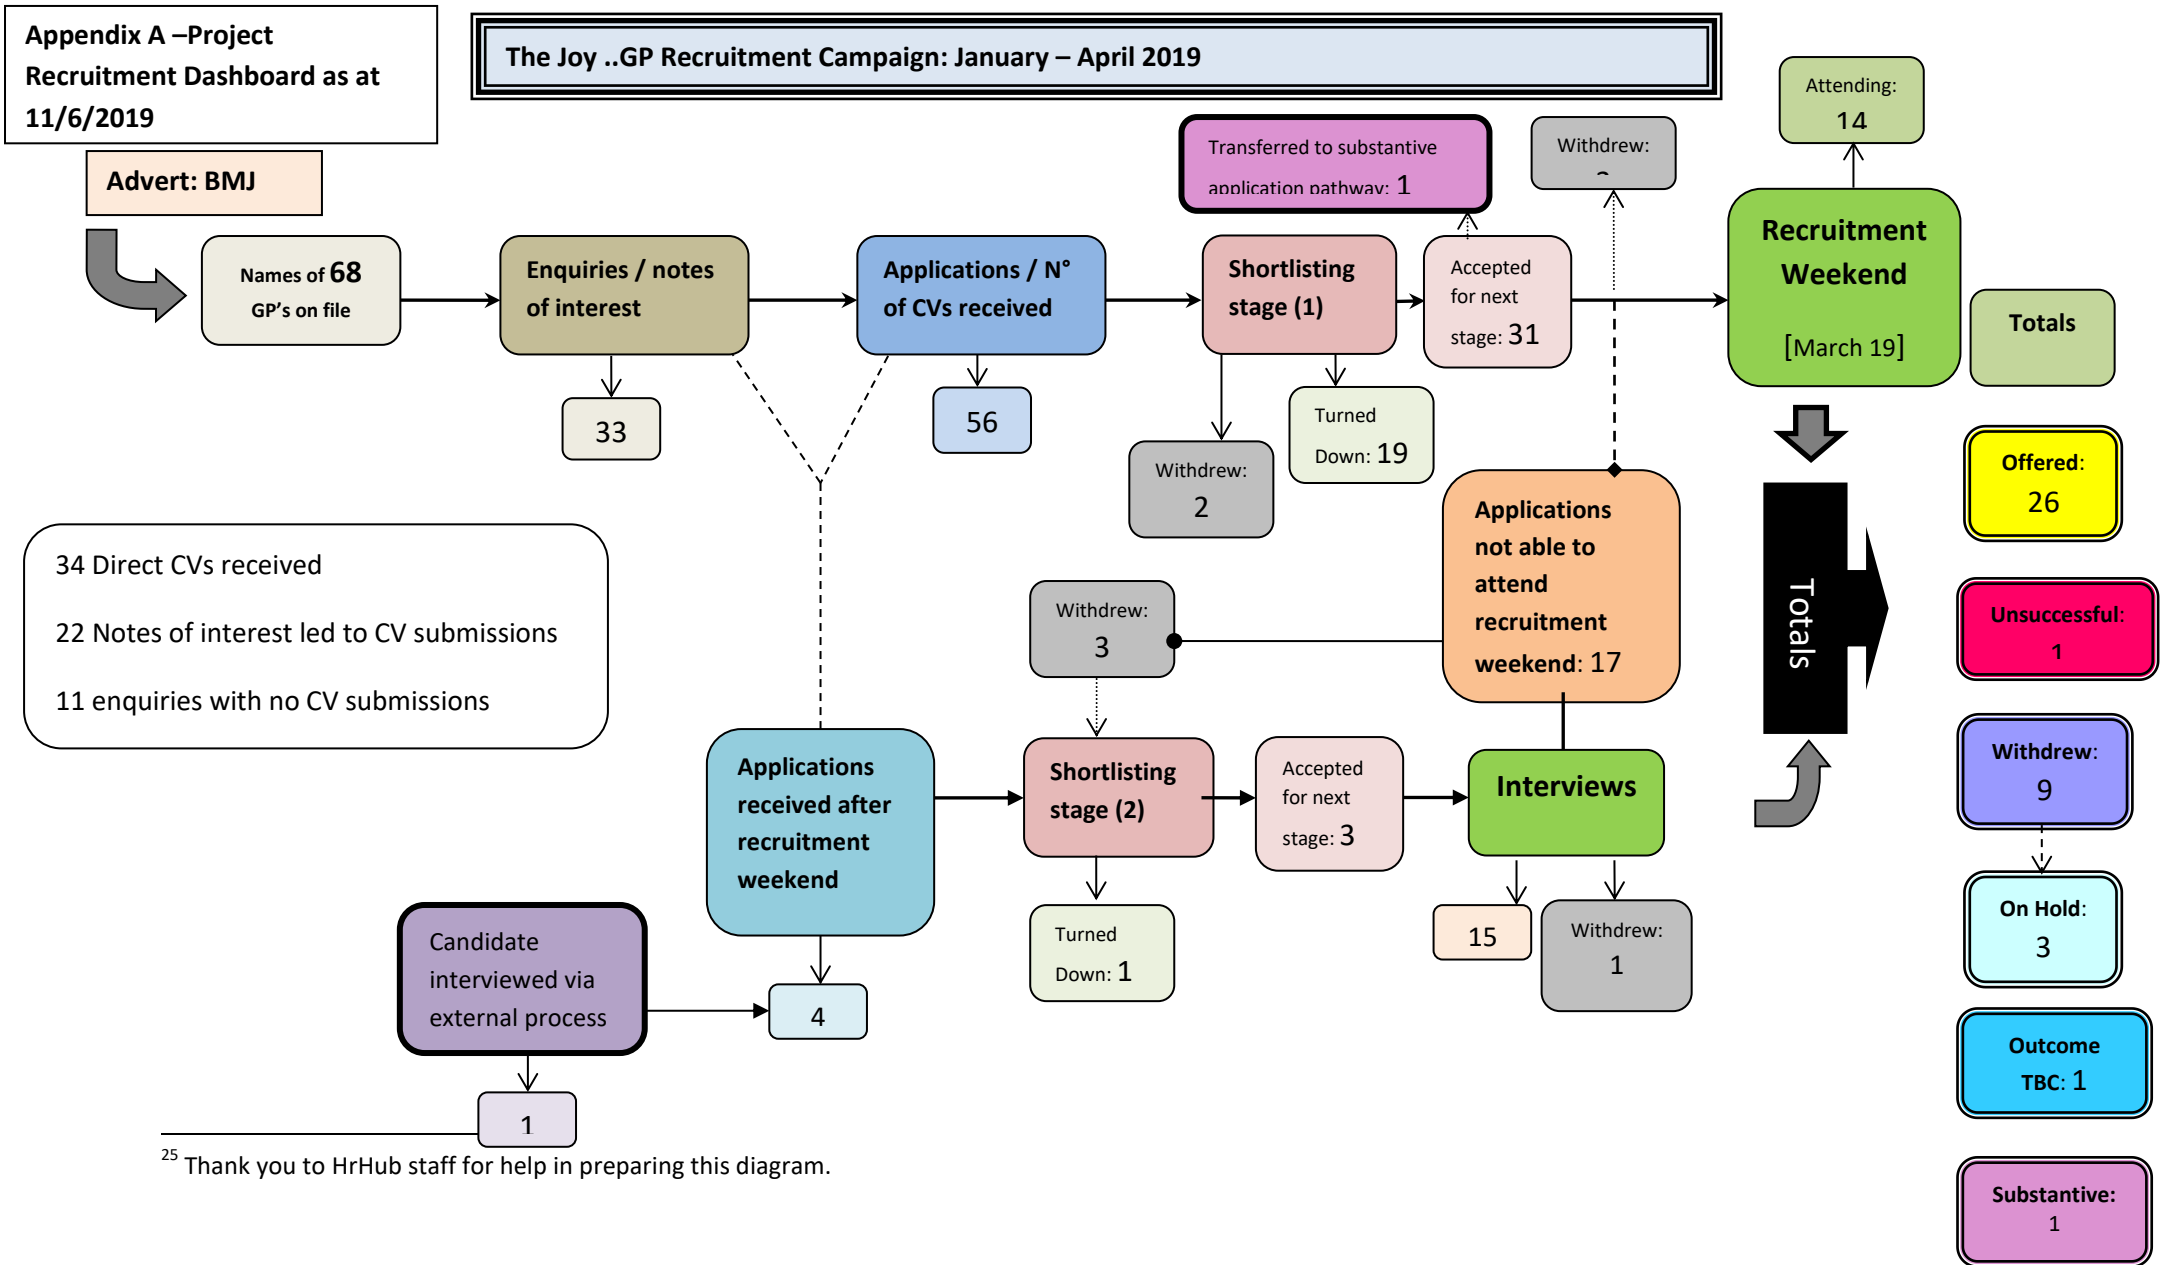 Appendix A –Project
Recruitment Dashboard as at
11/6/2019
The Joy ..GP Recruitment Campaign: January – April 2019
Advert: BMJ
Names of 68
GP's on file
Enquiries / notes
of interest
33
Applications / N°
of CVs received
56
Shortlisting
stage (1)
Withdrew:
2
Turned
Down: 19
Transferred to substantive
application pathway: 1
Accepted
for next
stage: 31
Withdrew:
Attending:
14
Recruitment
Weekend
[March 19]
Totals
34 Direct CVs received
22 Notes of interest led to CV submissions
11 enquiries with no CV submissions
Applications
not able to
attend
recruitment
weekend: 17
Withdrew:
3
Applications
received after
recruitment
weekend
4
Candidate
interviewed via
external process
1
Shortlisting
stage (2)
Turned
Down: 1
Accepted
for next
stage: 3
Interviews
15
Withdrew:
1
Totals
Offered:
26
Unsuccessful:
1
Withdrew:
9
On Hold:
3
Outcome
TBC: 1
Substantive:
1
25 Thank you to HrHub staff for help in preparing this diagram.